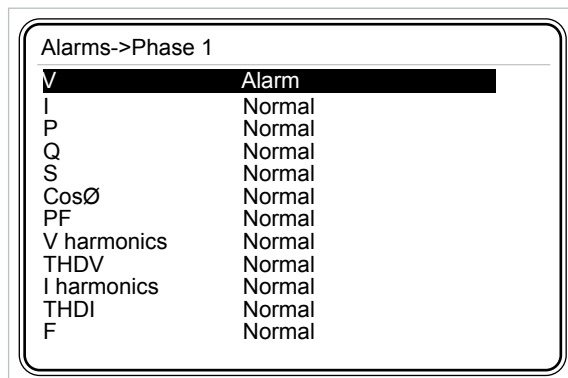 Alarms->Phase 1
V Alarm
I Normal
P Normal
Q Normal
S Normal
CosØ Normal
PF Normal
V harmonics Normal
THDV Normal
I harmonics Normal
THDI Normal
F Normal